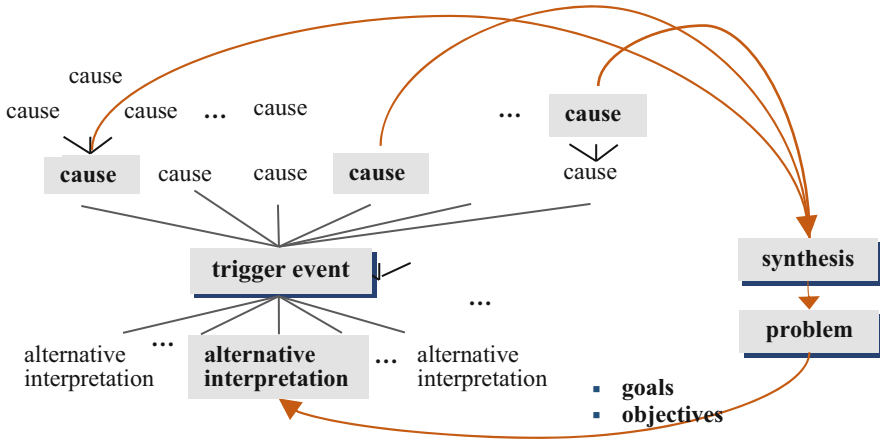 cause
cause cause ... cause ... cause
cause cause cause cause cause
trigger event
synthesis
...
problem
... ...
alternative
interpretation
alternative
interpretation
alternative
interpretation
goals
objectives